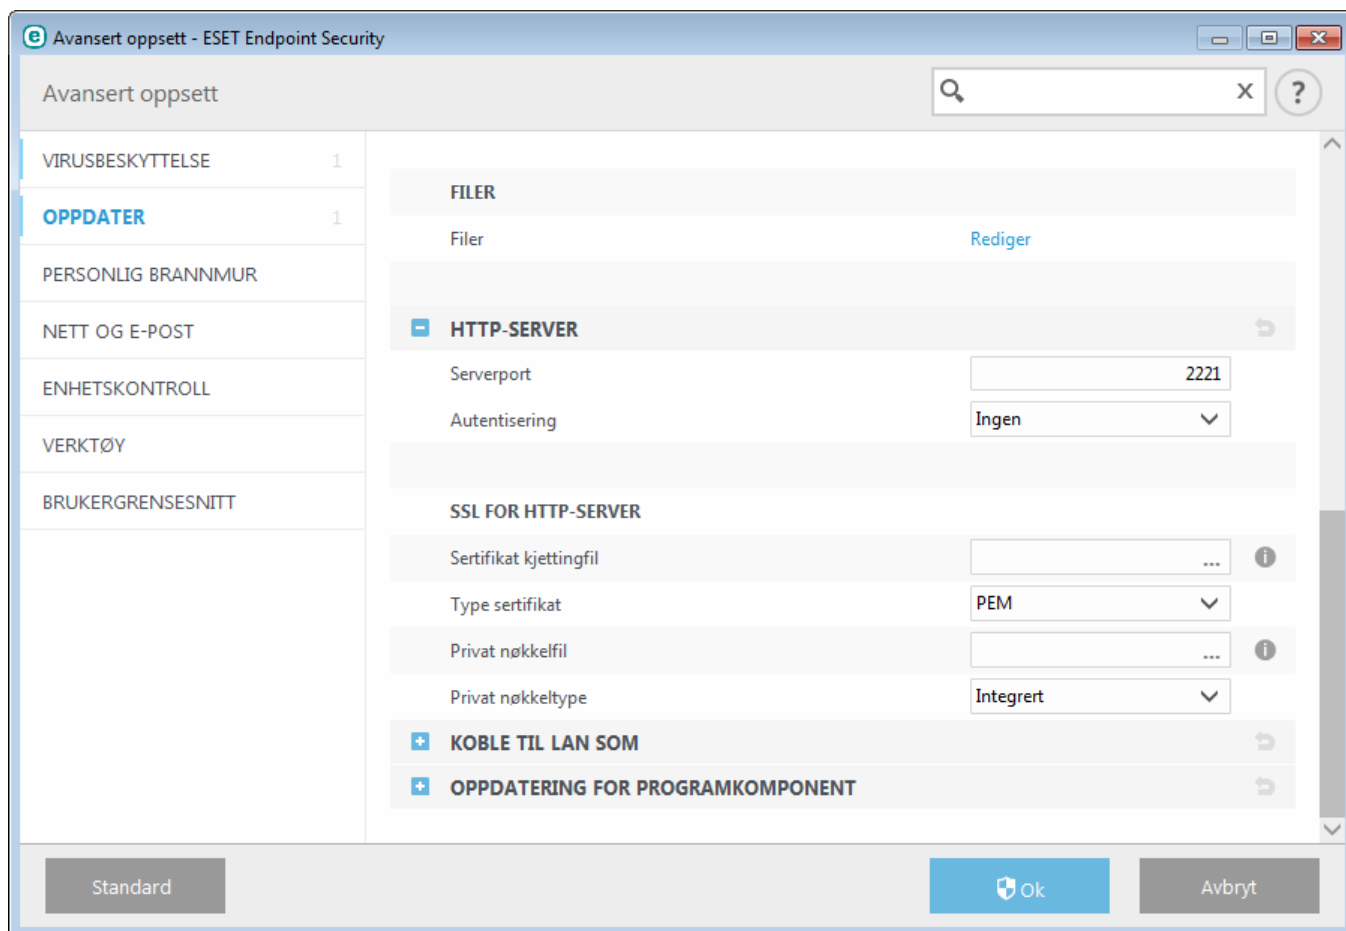 Avansert oppsett - ESET Endpoint Security
Avansert oppsett
VIRUSBESKYTTELSE 1
OPPDATER 1
PERSONLIG BRANNMUR
NETT OG E-POST
ENHETSKONTROLL
VERKTØY
BRUKERGRENSESNITT
FILER
Filer Rediger
HTTP-SERVER
Serverport 2221
Autentisering Ingen
SSL FOR HTTP-SERVER
Sertifikat kjettingfil ...
Type sertifikat PEM
Privat nøkkelfil ...
Privat nøkkeltype Integrert
KOBLE TIL LAN SOM
OPPDATERING FOR PROGRAMKOMPONENT
Standard Ok Avbryt